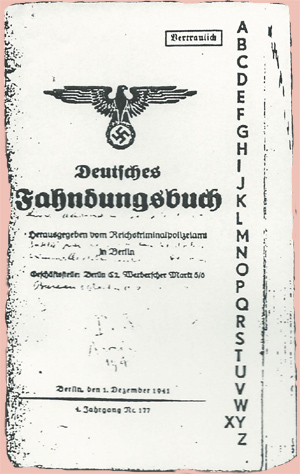 Vertraulich
Deutsches
Fahndungsbuch
Herausgegeben vom Reichskriminalpolizeiamt
in Berlin
Geschäftsstelle: Berlin C2, Werderscher Markt 5/6
Berlin, den 1. Dezember 1941
4. Jahrgang Nr. 177
A
B
C
D
E
F
G
H
I
J
K
L
M
N
O
P
Q
R
S
T
U
V
W
XY
Z